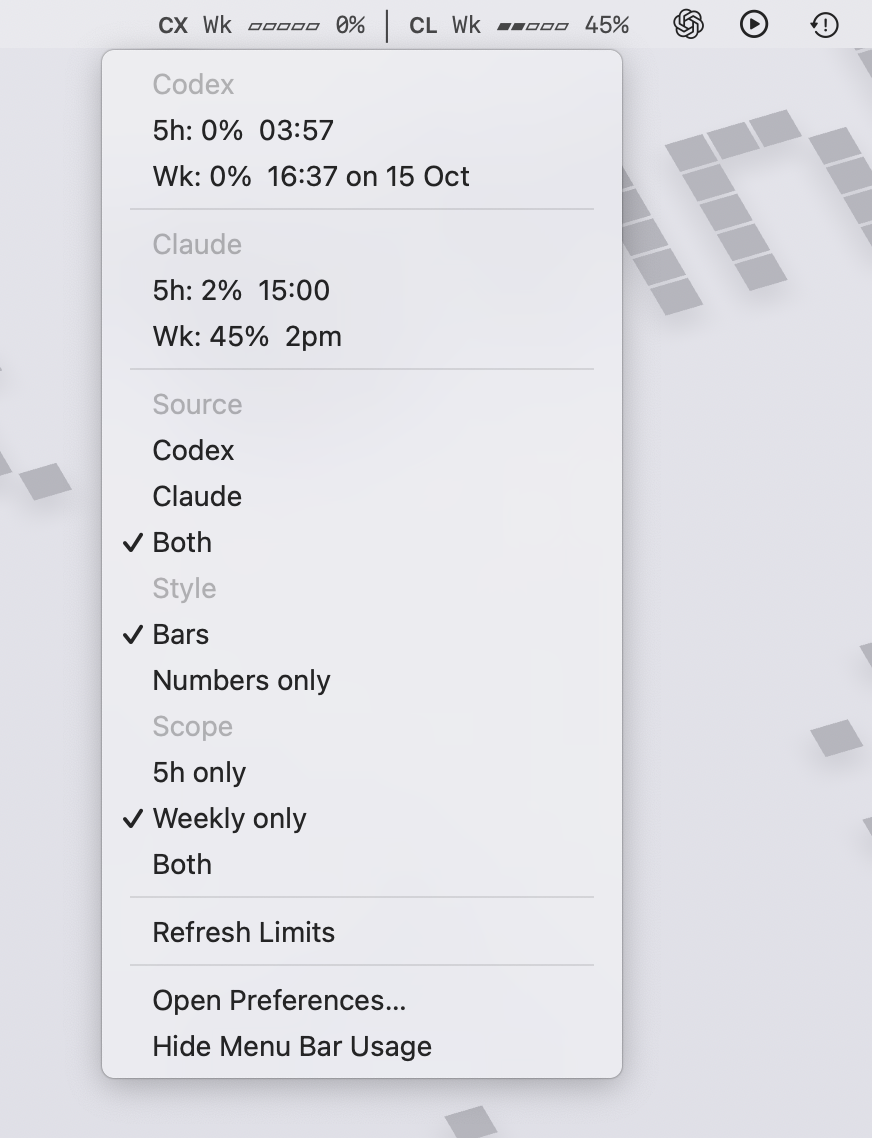 CX Wk 0% | CL Wk 45%
Codex
5h: 0% 03:57
Wk: 0% 16:37 on 15 Oct
Claude
5h: 2% 15:00
Wk: 45% 2pm
Source
Codex
Claude
Both
Style
Bars
Numbers only
Scope
5h only
Weekly only
Both
Refresh Limits
Open Preferences...
Hide Menu Bar Usage